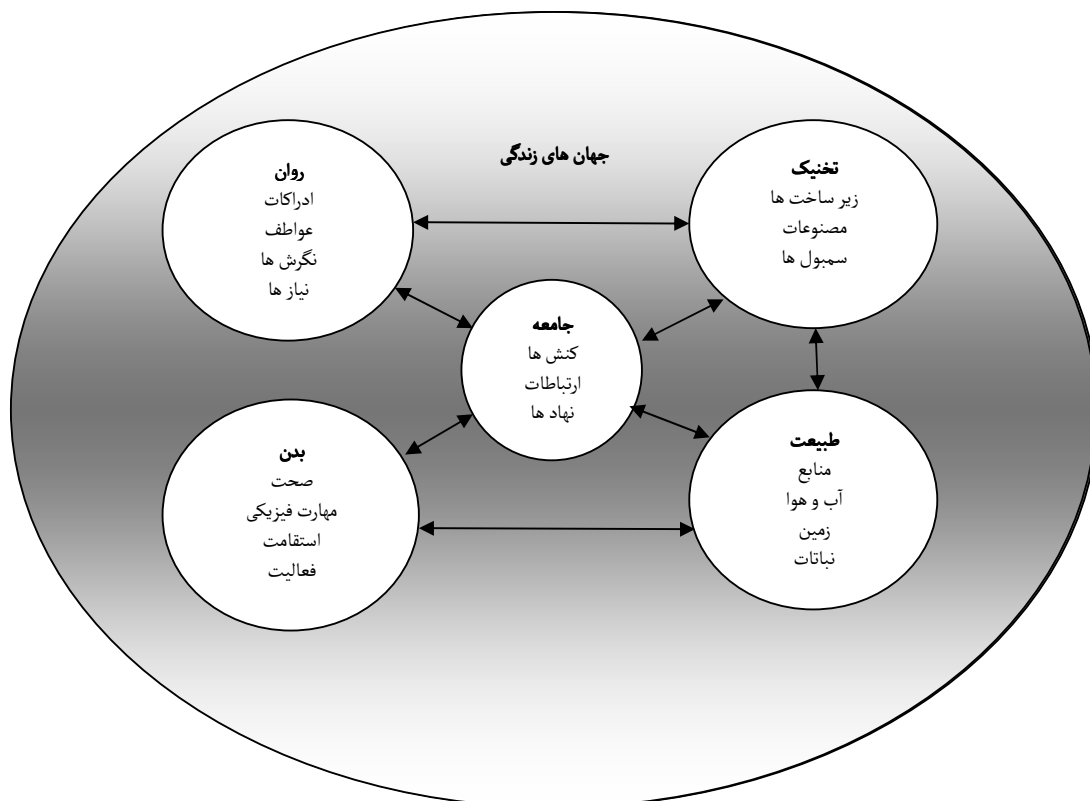 جهان های زندگی
تخنیک
زیر ساخت ها
مصنوعات
سمبول ها
روان
ادراکات
عواطف
نگرش ها
نیاز ها
جامعه
کنش ها
ارتباطات
نهاد ها
طبیعت
منابع
آب و هوا
زمین
نباتات
بدن
صحت
مهارت فیزیکی
استقامت
فعالیت